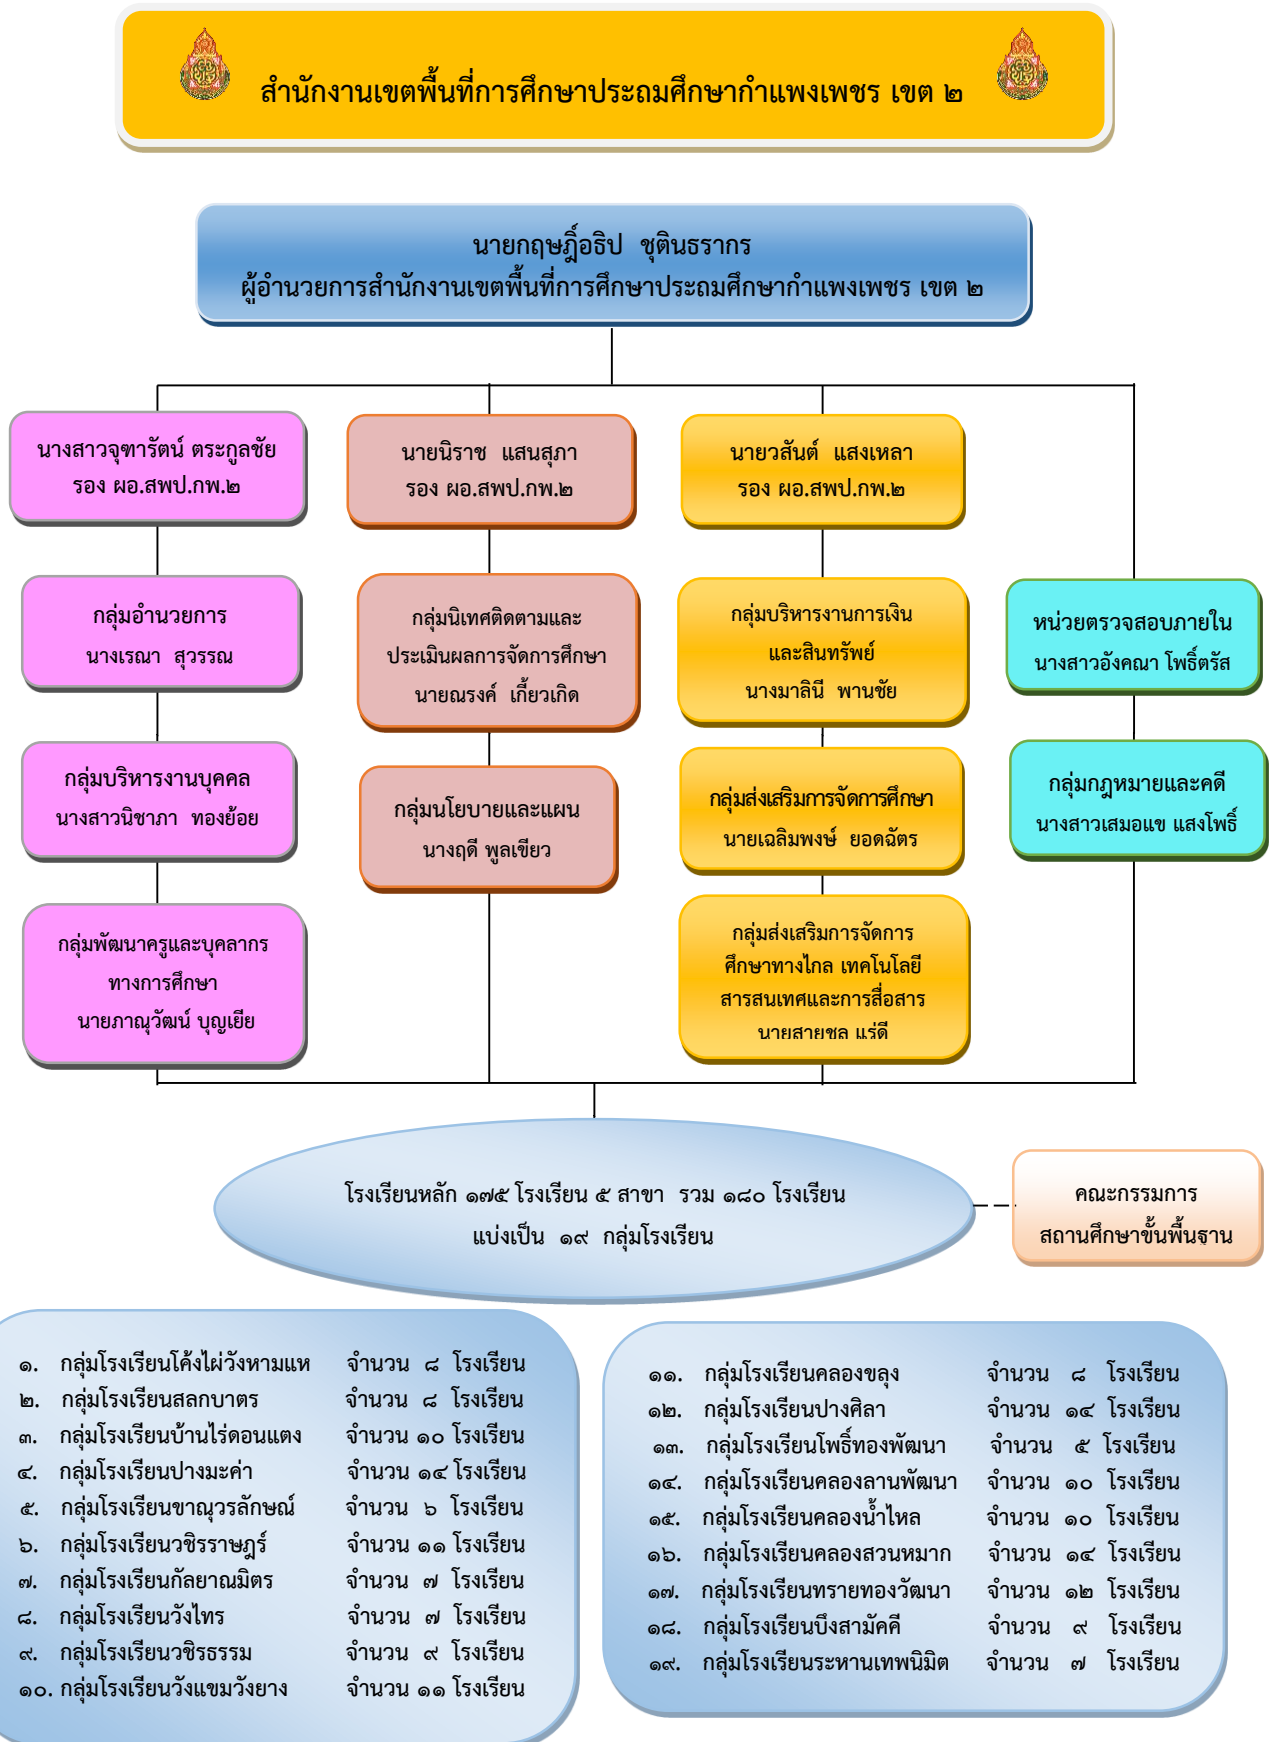 สำนักงานเขตพื้นที่การศึกษาประถมศึกษากำแพงเพชร เขต ๒
นายกฤษฎิ์อธิป ชุตินธรากร
ผู้อำนวยการสำนักงานเขตพื้นที่การศึกษาประถมศึกษากำแพงเพชร เขต ๒
นางสาวจุฑารัตน์ ตระกูลชัย
รอง ผอ.สพป.กพ.๒
นายนิราช แสนสุภา
รอง ผอ.สพป.กพ.๒
นายวสันต์ แสงเหลา
รอง ผอ.สพป.กพ.๒
กลุ่มอำนวยการ
นางเรณา สุวรรณ
กลุ่มนิเทศติดตามและ
ประเมินผลการจัดการศึกษา
นายณรงค์ เกี้ยวเกิด
กลุ่มบริหารงานการเงิน
และสินทรัพย์
นางมาลินี พานชัย
หน่วยตรวจสอบภายใน
นางสาวอังคณา โพธิ์ตรัส
กลุ่มบริหารงานบุคคล
นางสาวนิชาภา ทองย้อย
กลุ่มนโยบายและแผน
นางฤดี พูลเขียว
กลุ่มส่งเสริมการจัดการศึกษา
นายเฉลิมพงษ์ ยอดฉัตร
กลุ่มกฎหมายและคดี
นางสาวเสมอแข แสงโพธิ์
กลุ่มพัฒนาครูและบุคลากร
ทางการศึกษา
นายภาณุวัฒน์ บุญเยีย
กลุ่มส่งเสริมการจัดการ
ศึกษาทางไกล เทคโนโลยี
สารสนเทศและการสื่อสาร
นายสายชล แร่ดี
โรงเรียนหลัก ๑๗๕ โรงเรียน ๕ สาขา รวม ๑๘๐ โรงเรียน
แบ่งเป็น ๑๙ กลุ่มโรงเรียน
คณะกรรมการ
สถานศึกษาขั้นพื้นฐาน
๑. กลุ่มโรงเรียนโค้งไผ่วังหามแห จำนวน ๘ โรงเรียน
๒. กลุ่มโรงเรียนสลกบาตร จำนวน ๘ โรงเรียน
๓. กลุ่มโรงเรียนบ้านไร่ดอนแตง จำนวน ๑๐ โรงเรียน
๔. กลุ่มโรงเรียนปางมะค่า จำนวน ๑๔ โรงเรียน
๕. กลุ่มโรงเรียนขาณุวรลักษณ์ จำนวน ๖ โรงเรียน
๖. กลุ่มโรงเรียนวชิรราษฎร์ จำนวน ๑๑ โรงเรียน
๗. กลุ่มโรงเรียนกัลยาณมิตร จำนวน ๗ โรงเรียน
๘. กลุ่มโรงเรียนวังไทร จำนวน ๗ โรงเรียน
๙. กลุ่มโรงเรียนวชิรธรรม จำนวน ๙ โรงเรียน
๑๐. กลุ่มโรงเรียนวังแขมวังยาง จำนวน ๑๑ โรงเรียน
๑๑. กลุ่มโรงเรียนคลองขลุง จำนวน ๘ โรงเรียน
๑๒. กลุ่มโรงเรียนปางศิลา จำนวน ๑๔ โรงเรียน
๑๓. กลุ่มโรงเรียนโพธิ์ทองพัฒนา จำนวน ๕ โรงเรียน
๑๔. กลุ่มโรงเรียนคลองลานพัฒนา จำนวน ๑๐ โรงเรียน
๑๕. กลุ่มโรงเรียนคลองน้ำไหล จำนวน ๑๐ โรงเรียน
๑๖. กลุ่มโรงเรียนคลองสวนหมาก จำนวน ๑๔ โรงเรียน
๑๗. กลุ่มโรงเรียนทรายทองวัฒนา จำนวน ๑๒ โรงเรียน
๑๘. กลุ่มโรงเรียนบึงสามัคคี จำนวน ๙ โรงเรียน
๑๙. กลุ่มโรงเรียนระหานเทพนิมิต จำนวน ๗ โรงเรียน